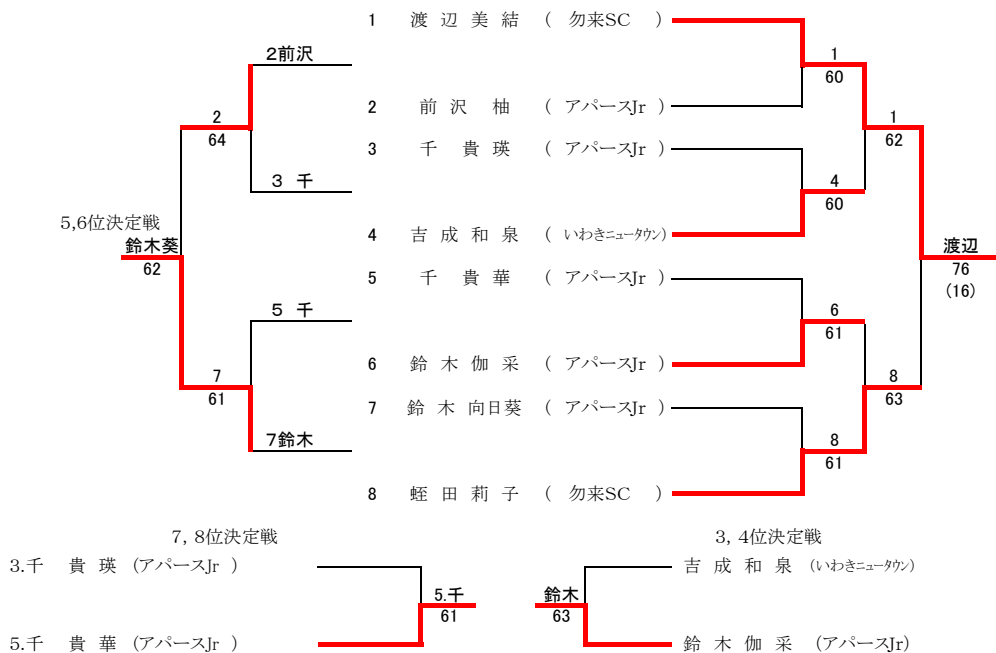 1 渡 辺 美 結 ( 勿来SC )
2前沢
1
60
2 前 沢 柚 ( アパースJr )
2
64
1
62
3 千 貴 瑛 ( アパースJr )
3 千
4
60
5,6位決定戦
4 吉 成 和 泉 ( いわきニュータウン)
鈴木葵
62
渡辺
76
(16)
5 千 貴 華 ( アパースJr )
5 千
6
61
6 鈴 木 伽 采 ( アパースJr )
7
61
8
63
7 鈴 木 向日葵 ( アパースJr )
7鈴木
8
61
8 蛭 田 莉 子 ( 勿来SC )
7, 8位決定戦
3, 4位決定戦
3.千 貴 瑛 (アパースJr )
吉 成 和 泉 (いわきニュータウン)
5.千
61
鈴木
63
5.千 貴 華 (アパースJr )
鈴 木 伽 采 (アパースJr)